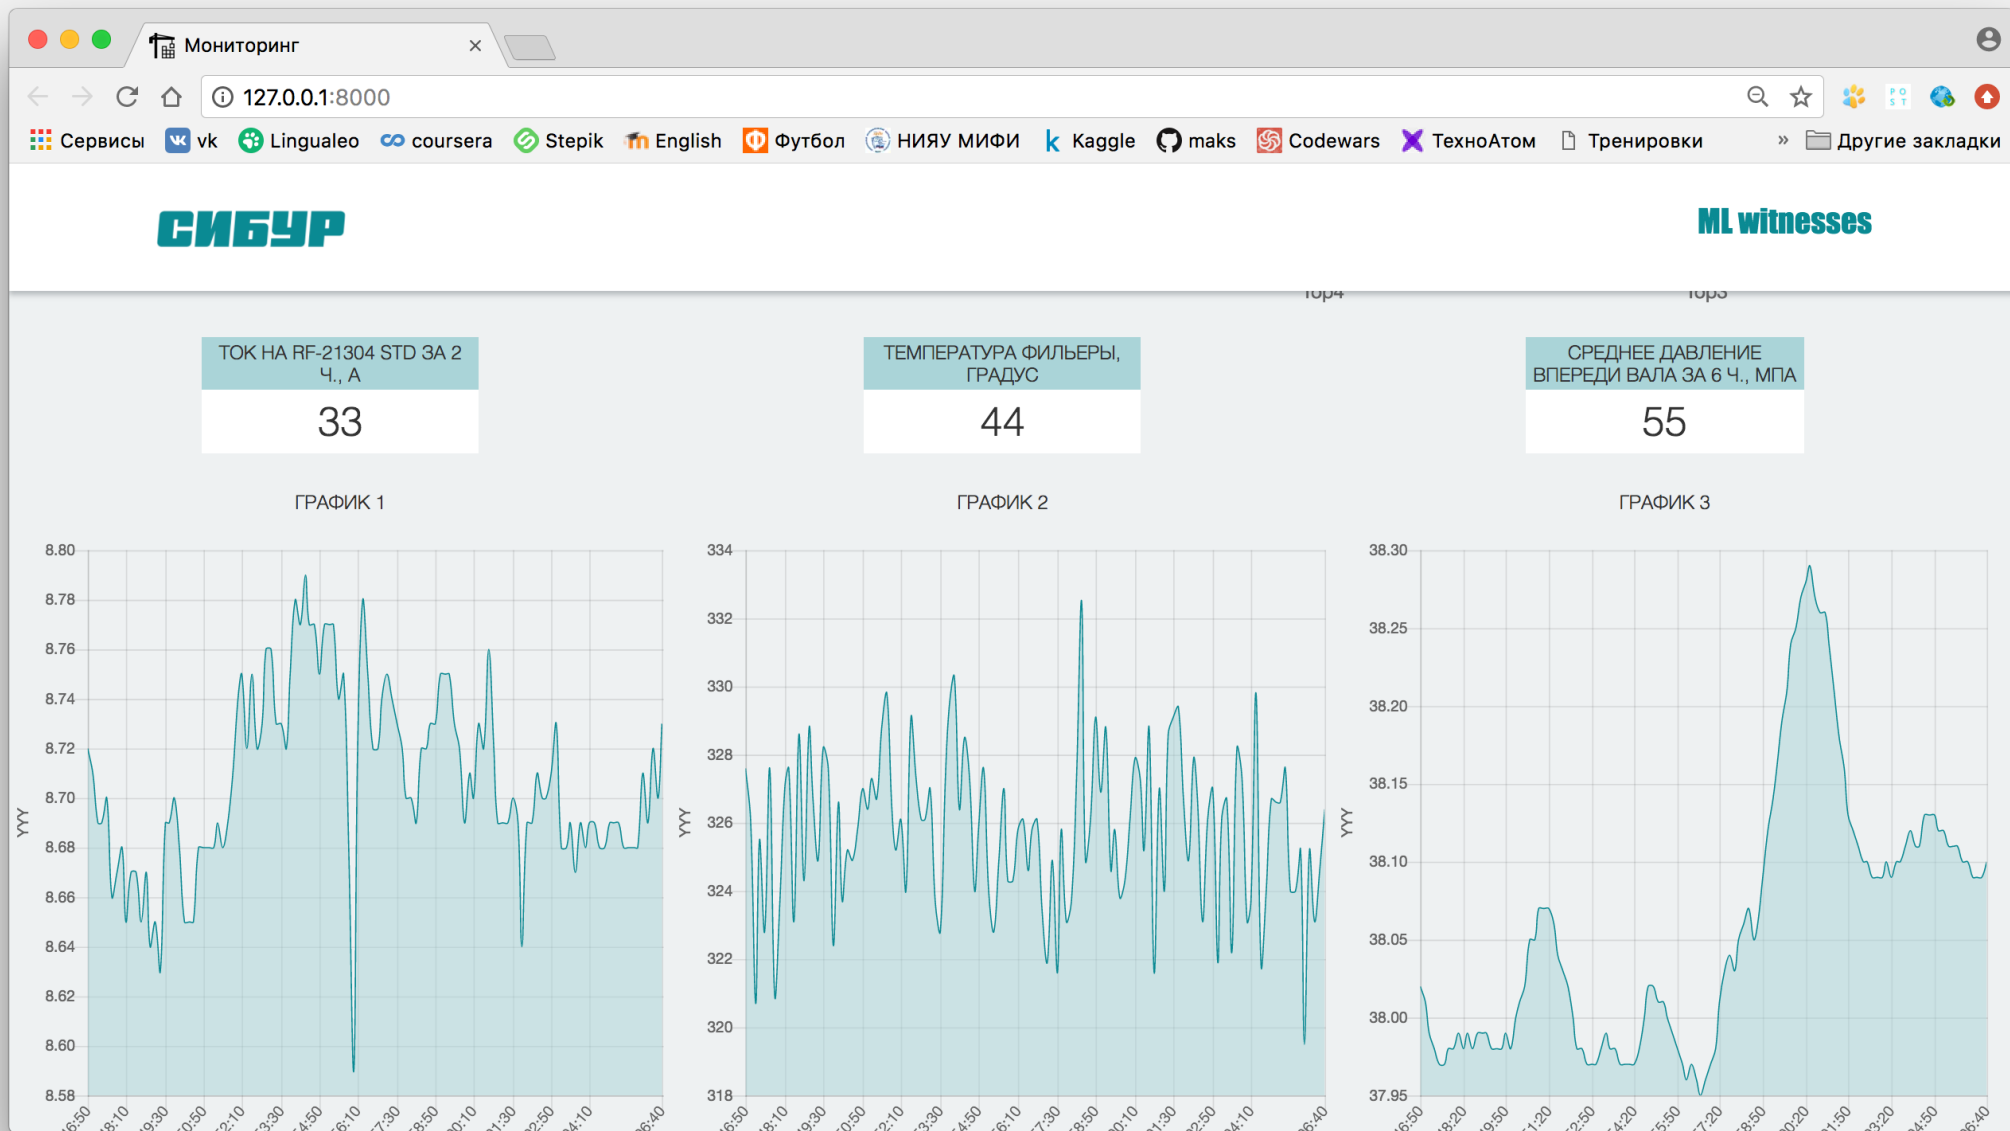 Мониторинг
127.0.0.1:8000
Сервисы vk Lingualeo coursera Stepik English Футбол НИЯУ МИФИ Kaggle maks Codewars ТехноАтом Тренировки » Другие закладки
POST
СИБУР
ML witnesses
Top4 Top3
ТОК НА RF-21304 STD ЗА 2
Ч., А
33
ТЕМПЕРАТУРА ФИЛЬЕРЫ,
ГРАДУС
44
СРЕДНЕЕ ДАВЛЕНИЕ
ВПЕРЕДИ ВАЛА ЗА 6 Ч., МПА
55
ГРАФИК 1
8.80
8.78
8.76
8.74
8.72
8.70
8.68
8.66
8.64
8.62
8.60
8.58
YYY
ГРАФИК 2
334
332
330
328
326
324
322
320
318
YYY
ГРАФИК 3
38.30
38.25
38.20
38.15
38.10
38.05
38.00
37.95
YYY